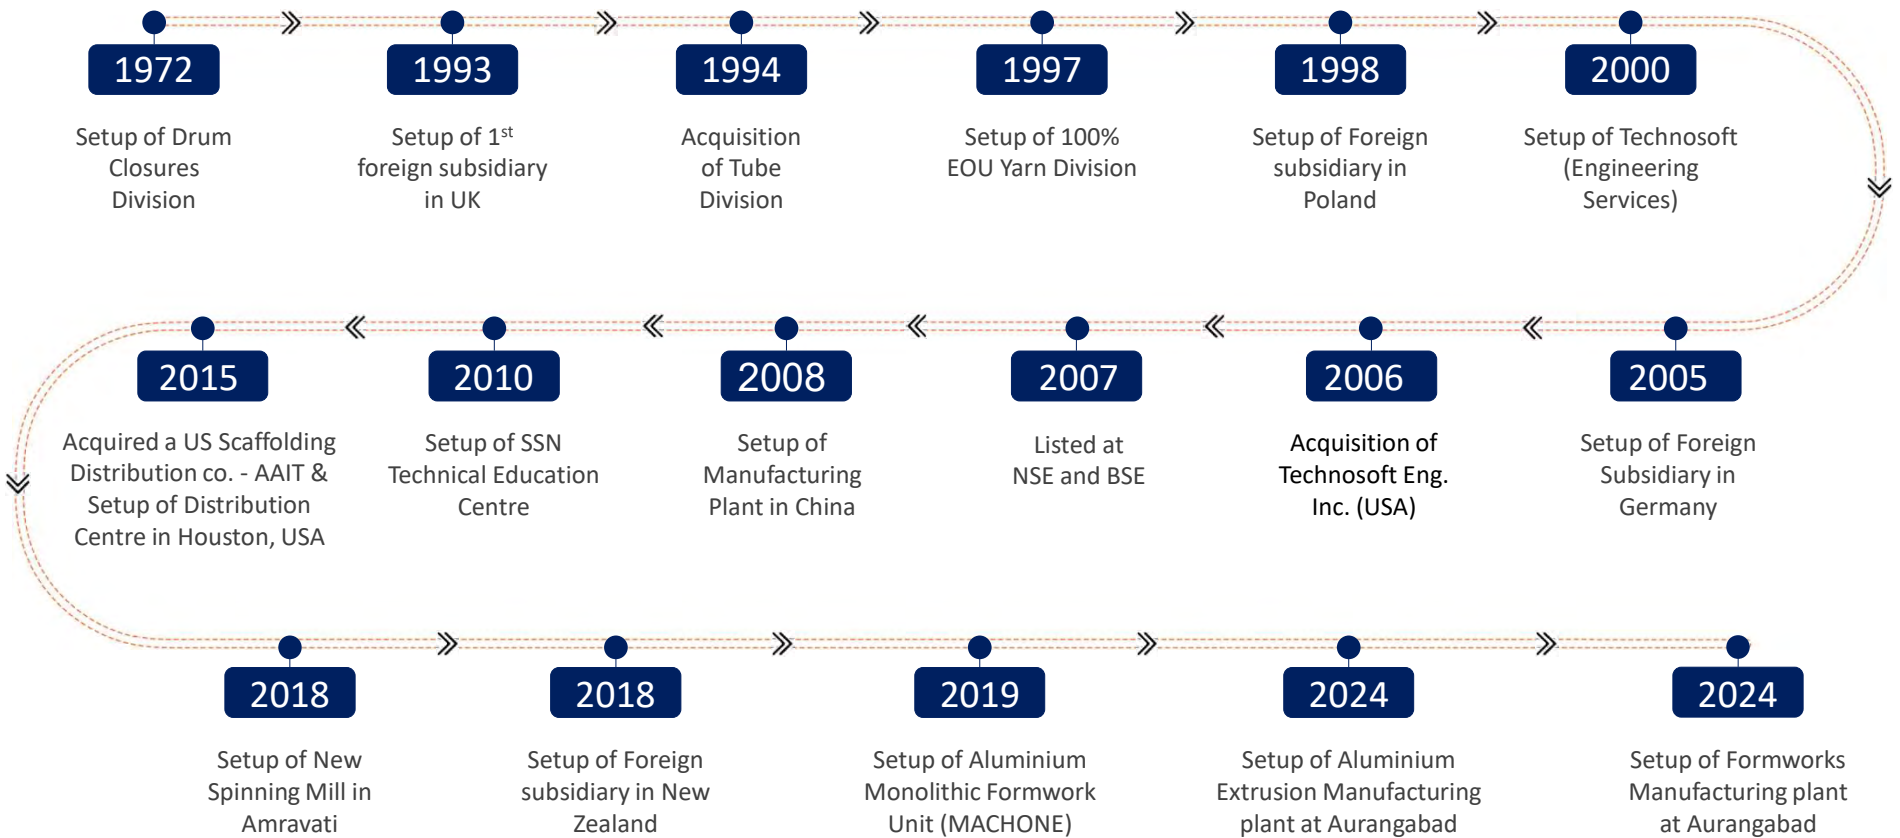 1972
Setup of Drum
Closures
Division
1993
Setup of 1st
foreign subsidiary
in UK
1994
Acquisition
of Tube
Division
1997
Setup of 100%
EOU Yarn Division
1998
Setup of Foreign
subsidiary in
Poland
2000
Setup of Technosoft
(Engineering
Services)
2005
Setup of Foreign
Subsidiary in
Germany
2006
Acquisition of
Technosoft Eng.
Inc. (USA)
2007
Listed at
NSE and BSE
2008
Setup of
Manufacturing
Plant in China
2010
Setup of SSN
Technical Education
Centre
2015
Acquired a US Scaffolding
Distribution co. - AAIT &
Setup of Distribution
Centre in Houston, USA
2018
Setup of New
Spinning Mill in
Amravati
2018
Setup of Foreign
subsidiary in New
Zealand
2019
Setup of Aluminium
Monolithic Formwork
Unit (MACHONE)
2024
Setup of Aluminium
Extrusion Manufacturing
plant at Aurangabad
2024
Setup of Formworks
Manufacturing plant
at Aurangabad